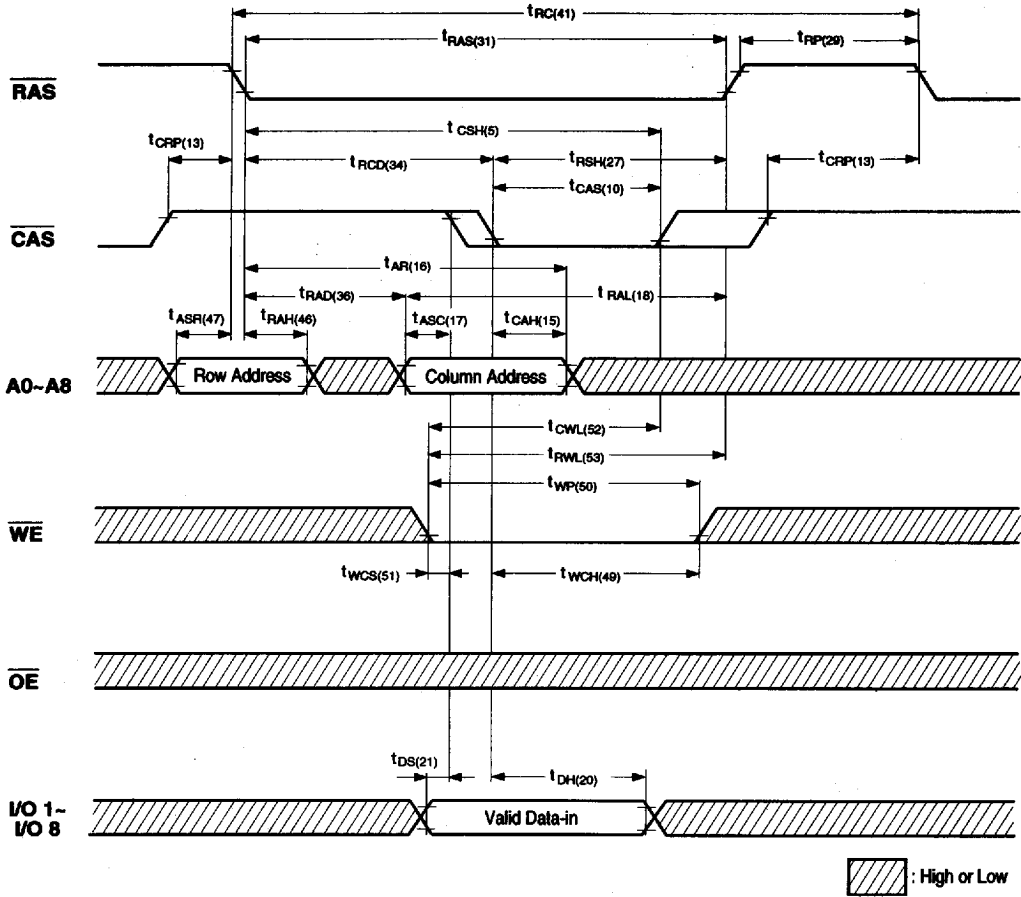 tRC(41)
tRAS(31)
tRP(29)
RAS
tCSH(5)
tCRP(13)
tRCD(34)
tRSH(27)
tCRP(13)
tCAS(10)
CAS
tAR(16)
tRAD(36)
tRAL(18)
tASR(47)
tRAH(46)
tASC(17)
tCAH(15)
A0~A8
Row Address
Column Address
tCWL(52)
tRWL(53)
tWP(50)
WE
tWCS(51)
tWCH(49)
OE
tDS(21)
tDH(20)
I/O 1~
I/O 8
Valid Data-in
: High or Low